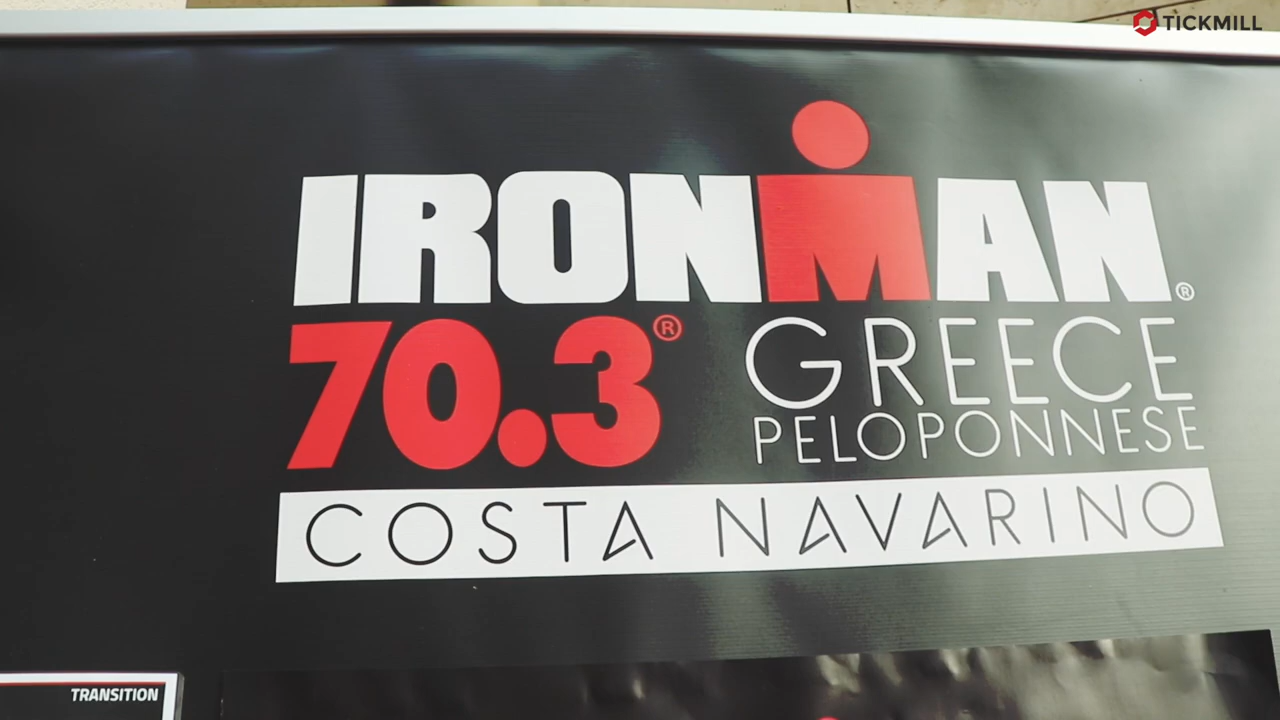 TICKMILL
IRONMAN®
70.3® GREECE
PELOPONNESE
COSTA NAVARINO
TRANSITION